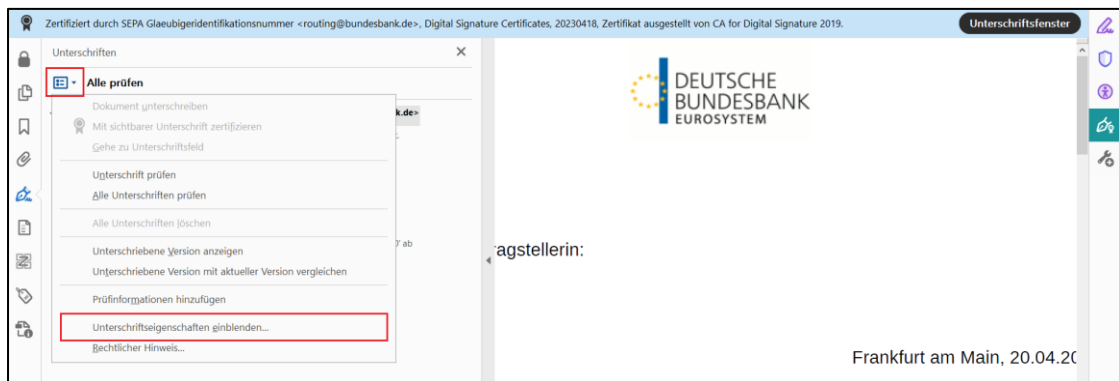 Zertifiziert durch SEPA Glaeubigeridentifikationsnummer <routing@bundesbank.de>, Digital Signature Certificates, 20230418, Zertifikat ausgestellt von CA for Digital Signature 2019.
Unterschriftsfenster
Unterschriften
Alle prüfen
k.de>
Dokument unterschreiben
Mit sichtbarer Unterschrift zertifizieren
Gehe zu Unterschriftsfeld
Unterschrift prüfen
Alle Unterschriften prüfen
Alle Unterschriften löschen
' ab
Unterschriebene Version anzeigen
Unterschriebene Version mit aktueller Version vergleichen
Prüfinformationen hinzufügen
Unterschriftseigenschaften einblenden...
Rechtlicher Hinweis...
DEUTSCHE
BUNDESBANK
EUROSYSTEM
agstellerin:
Frankfurt am Main, 20.04.20